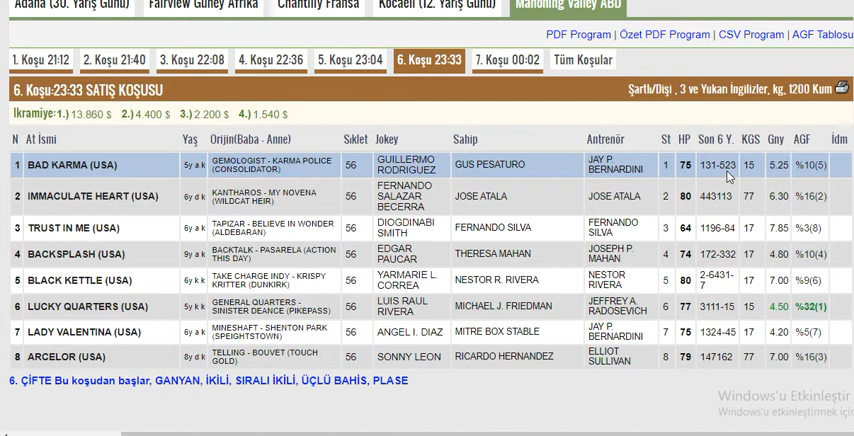 Adana (30. Yarış Günü) Fairview Güney Afrika Chantilly Fransa Kocaeli (12. Yarış Günü) Mahoning Valley ABD
PDF Program | Özet PDF Program | CSV Program | AGF Tablosu
1. Koşu 21:12 2. Koşu 21:40 3. Koşu 22:08 4. Koşu 22:36 5. Koşu 23:04 6. Koşu 23:33 7. Koşu 00:02 Tüm Koşular
6. Koşu:23:33 SATIŞ KOŞUSU Şartlı/Dişi , 3 ve Yukarı İngilizler, kg, 1200 Kum
İkramiye: 1.) 13.860 $ 2.) 4.400 $ 3.) 2.200 $ 4.) 1.540 $
N At İsmi Yaş Orijin(Baba - Anne) Sıklet Jokey Sahip Antrenör St HP Son 6 Y. KGS Gny AGF İdm
1 BAD KARMA (USA) 5y a k GEMOLOGIST - KARMA POLICE (CONSOLIDATOR) 56 GUILLERMO RODRIGUEZ GUS PESATURO JAY P. BERNARDINI 1 75 131-523 15 5.25 %10(5)
2 IMMACULATE HEART (USA) 6y k k KANTHAROS - MY NOVENA (WILDCAT HEIR) 56 FERNANDO SALAZAR BECERRA JOSE ATALA JOSE ATALA 2 80 443113 77 6.30 %16(2)
3 TRUST IN ME (USA) 6y a k TAPIZAR - BELIEVE IN WONDER (ALDEBARAN) 56 DIOGDINABI SMITH FERNANDO SILVA FERNANDO SILVA 3 64 1196-84 17 7.85 %3(8)
4 BACKSPLASH (USA) 9y a k BACKTALK - PASARELA (ACTION THIS DAY) 56 EDGAR PAUCAR THERESA MAHAN JOSEPH P. MAHAN 4 74 172-332 17 4.80 %10(4)
5 BLACK KETTLE (USA) 6y k k TAKE CHARGE INDY - KRISPY KRITTER (DUNKIRK) 56 YARMARIE L. CORREA NESTOR R. RIVERA NESTOR RIVERA 5 80 2-6431-7 77 7.00 %9(6)
6 LUCKY QUARTERS (USA) 5y k k GENERAL QUARTERS - SINISTER DEANCE (PIKEPASS) 56 LUIS RAUL RIVERA MICHAEL J. FRIEDMAN JEFFREY A. RADOSEVICH 6 77 3111-15 15 4.50 %32(1)
7 LADY VALENTINA (USA) 6y a k MINESHAFT - SHENTON PARK (SPEIGHTSTOWN) 56 ANGEL I. DIAZ MITRE BOX STABLE JAY P. BERNARDINI 7 75 1324-45 17 4.20 %5(7)
8 ARCELOR (USA) 8y d k TELLING - BOUVET (TOUCH GOLD) 56 SONNY LEON RICARDO HERNANDEZ ELLIOT SULLIVAN 8 79 147162 77 7.00 %16(3)
6. ÇİFTE Bu koşudan başlar, GANYAN, İKİLİ, SIRALI İKİLİ, ÜÇLÜ BAHİS, PLASE
Windows'u Etkinleştir
Windows'u etkinleştirmek için